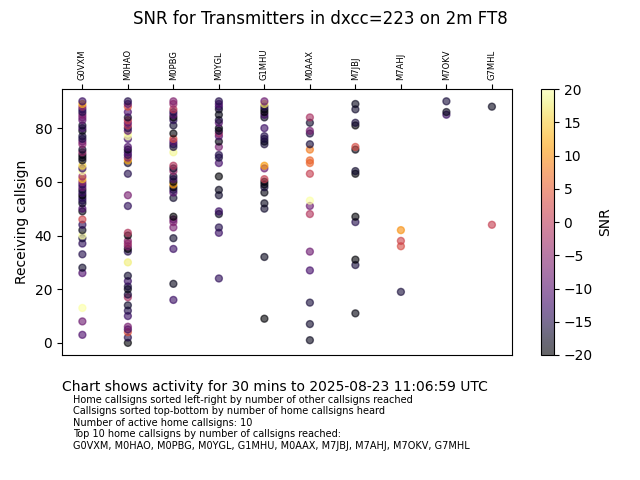 SNR for Transmitters in dxcc=223 on 2m FT8
G0VXM M0HAO M0PBG M0YGL G1MHU M0AAX M7JBJ M7AHJ M7OKV G7MHL
Receiving callsign
80
60
40
20
0
20
15
10
5
0
−5
−10
−15
−20
SNR
Chart shows activity for 30 mins to 2025-08-23 11:06:59 UTC
Home callsigns sorted left-right by number of other callsigns reached
Callsigns sorted top-bottom by number of home callsigns heard
Number of active home callsigns: 10
Top 10 home callsigns by number of callsigns reached:
G0VXM, M0HAO, M0PBG, M0YGL, G1MHU, M0AAX, M7JBJ, M7AHJ, M7OKV, G7MHL